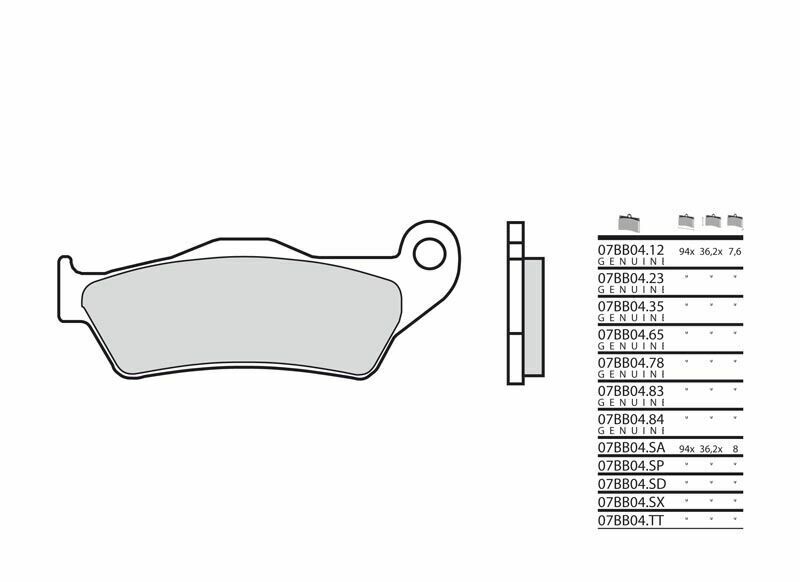 07BB04.12 94x 36,2x 7,6
GENUINE
07BB04.23 " " "
GENUINE
07BB04.35 " " "
GENUINE
07BB04.65 " " "
GENUINE
07BB04.78 " " "
GENUINE
07BB04.83 " " "
GENUINE
07BB04.84 " " "
GENUINE
07BB04.SA 94x 36,2x 8
07BB04.SP " " "
07BB04.SD " " "
07BB04.SX " " "
07BB04.TT " " "